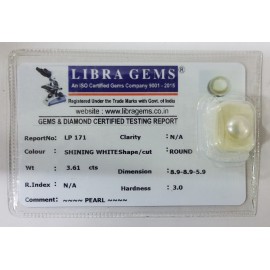 LIBRA GEMS
An ISO Certified Gems Company 9001 - 2015
Registered Under the Trade Marks with Govt. of India
website : www.libragems.co.in
GEMS & DIAMOND CERTIFIED TESTING REPORT
ReportNo: LP 171 Clarity : N/A
Colour : SHINING WHITE Shape/cut : ROUND
Wt : 3.61 cts Dimension : 8.9-8.9-5.9
R.Index : N/A Hardness : 3.0
Comment : ~~~~ PEARL ~~~~